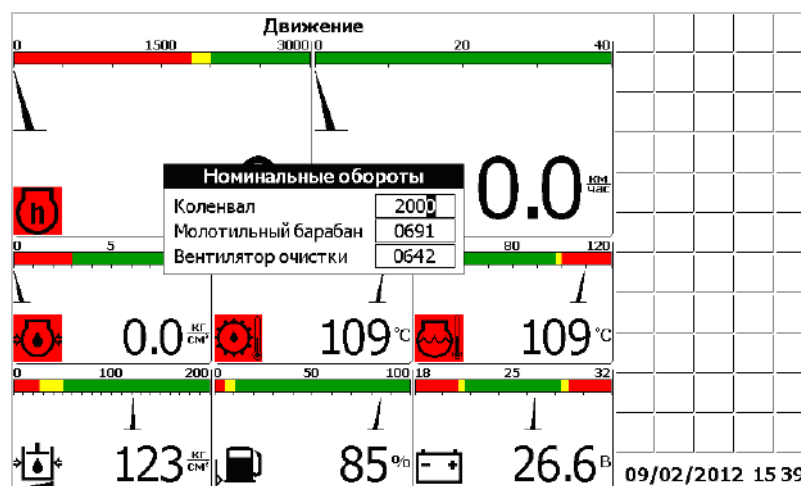 Движение
0 1500 3000 0 20 40
0.0 км час
n
Номинальные обороты
Коленвал 2000
Молотильный барабан 0691
Вентилятор очистки 0642
0 5 80 120
0.0 кг см² 109 °C 109 °C
0 100 200 0 50 100 18 25 32
123 кг см² 85 % 26.6 В
09/02/2012 15 39